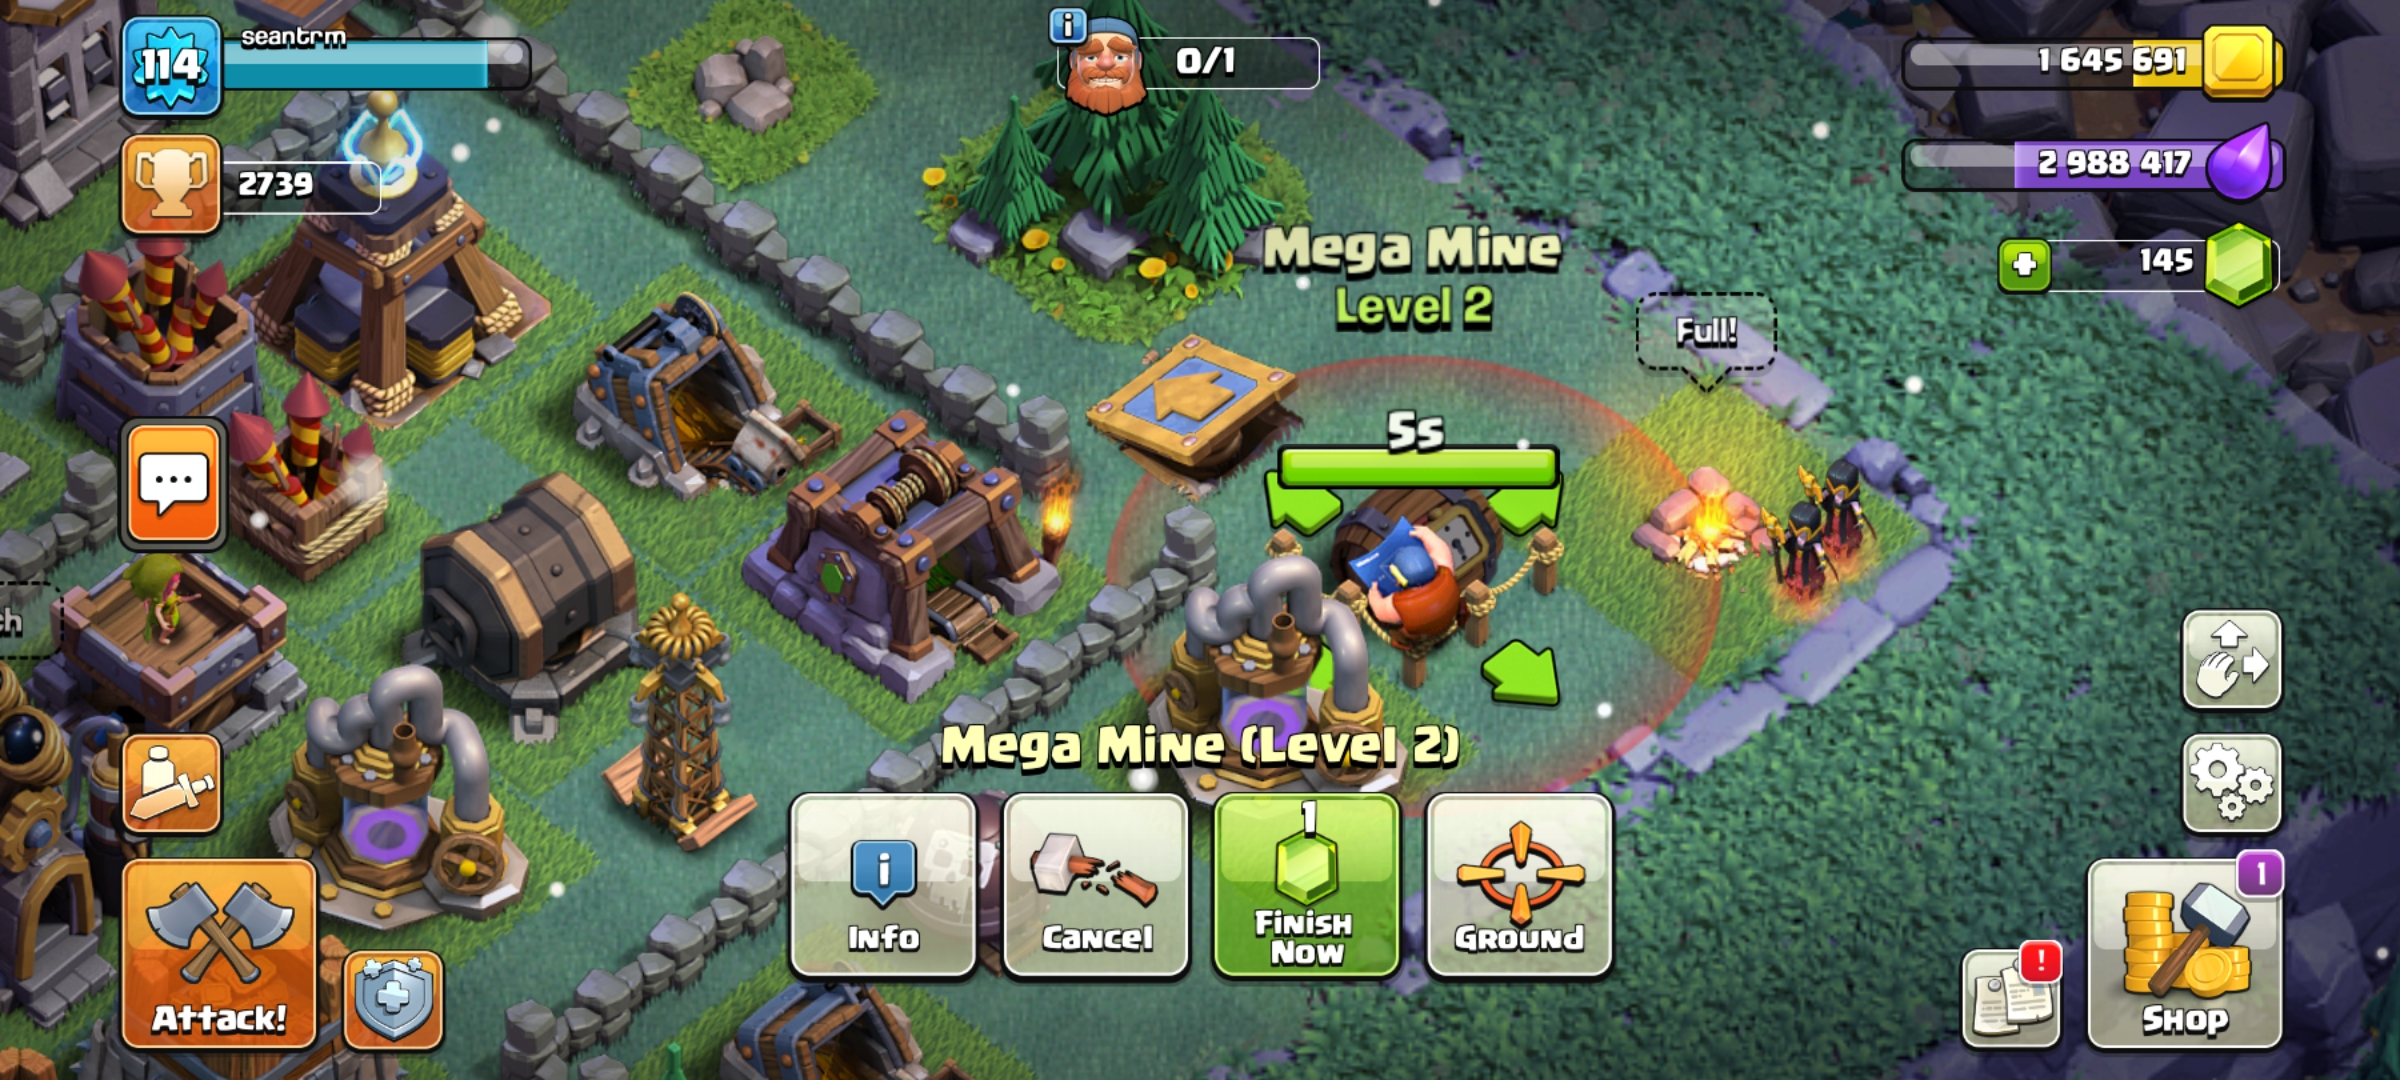 114
seantrm
0/1
1 645 691
2739
2 988 417
145
Mega Mine
Level 2
Full!
5s
ch
Mega Mine (Level 2)
Info
Cancel
1
Finish
Now
Ground
Attack!
1
!
Shop